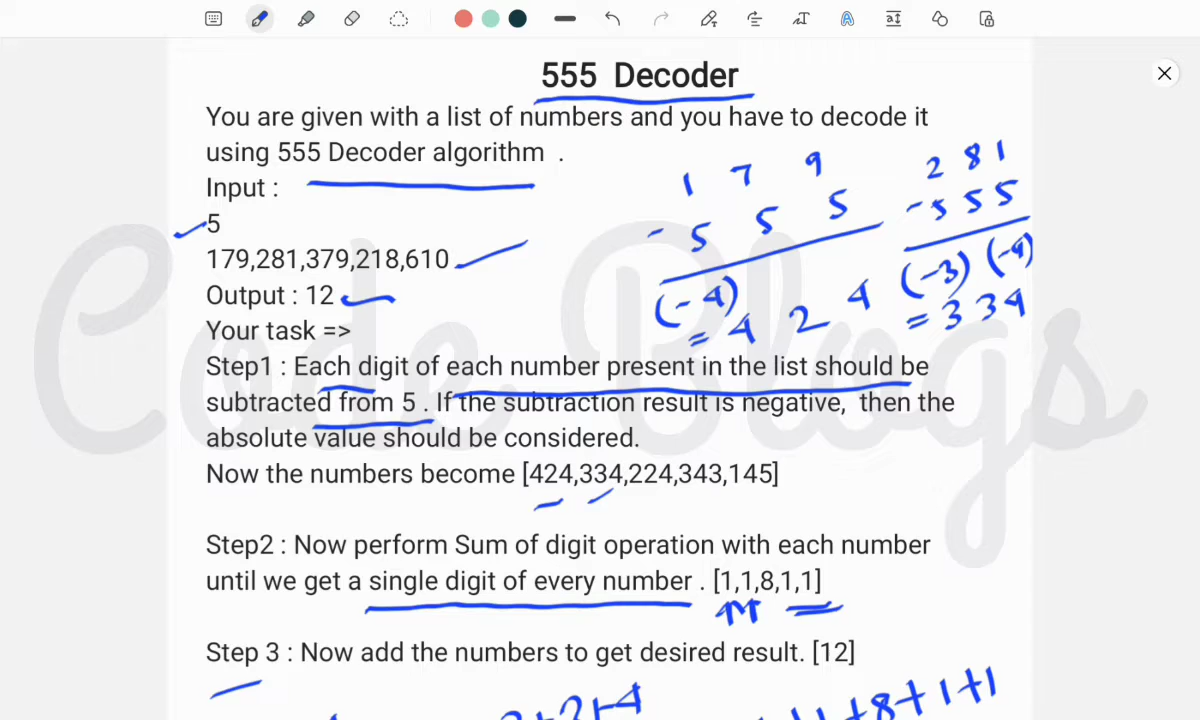 555 Decoder
You are given with a list of numbers and you have to decode it
using 555 Decoder algorithm .
Input :
5
179,281,379,218,610
Output : 12
Your task =>
Step1 : Each digit of each number present in the list should be
subtracted from 5 . If the subtraction result is negative, then the
absolute value should be considered.
Now the numbers become [424,334,224,343,145]
Step2 : Now perform Sum of digit operation with each number
until we get a single digit of every number . [1,1,8,1,1]
Step 3 : Now add the numbers to get desired result. [12]
1 7 9
- 5 5 5
(-4)
= 4 2 4
2 8 1
- 5 5 5
(-3) (-4)
= 3 3 4
+8+1+1
Code Blogs